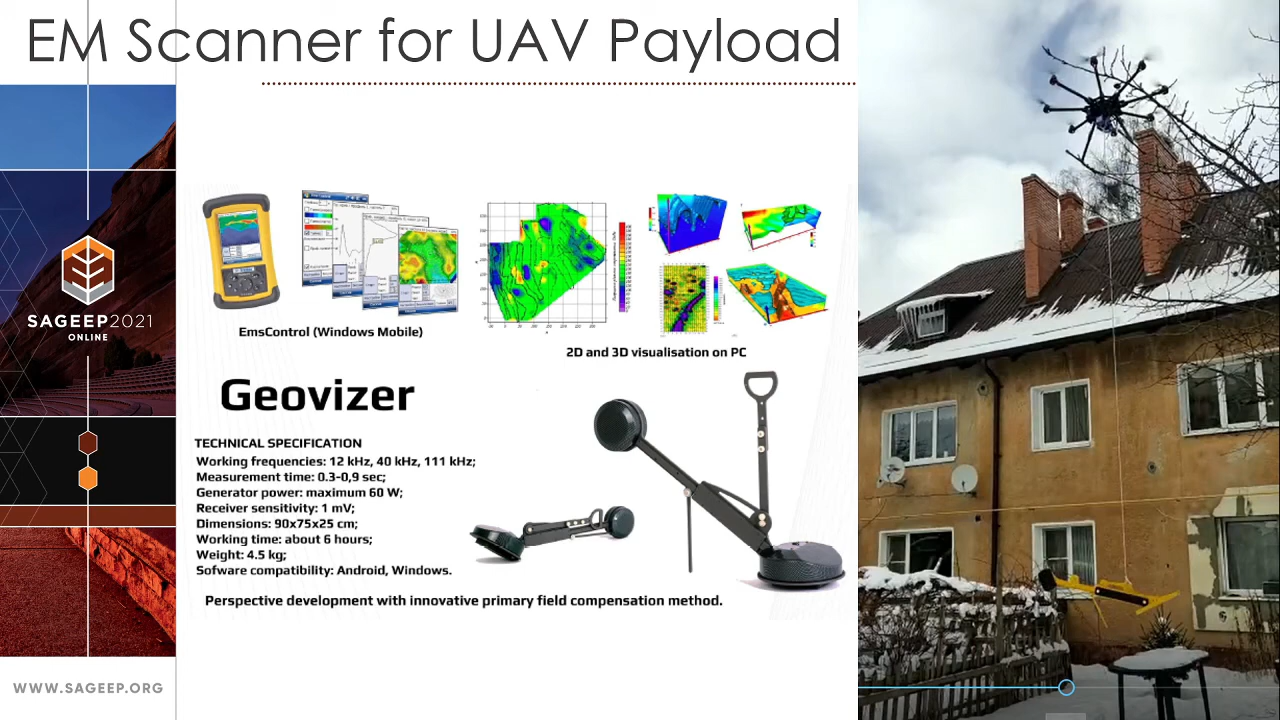 EM Scanner for UAV Payload
SAGEEP2021
ONLINE
EmsControl (Windows Mobile)
2D and 3D visualisation on PC
Geovizer
TECHNICAL SPECIFICATION
Working frequencies: 12 kHz, 40 kHz, 111 kHz;
Measurement time: 0.3-0,9 sec;
Generator power: maximum 60 W;
Receiver sensitivity: 1 mV;
Dimensions: 90x75x25 cm;
Working time: about 6 hours;
Weight: 4.5 kg;
Sofware compatibility: Android, Windows.
Perspective development with innovative primary field compensation method.
WWW.SAGEEP.ORG